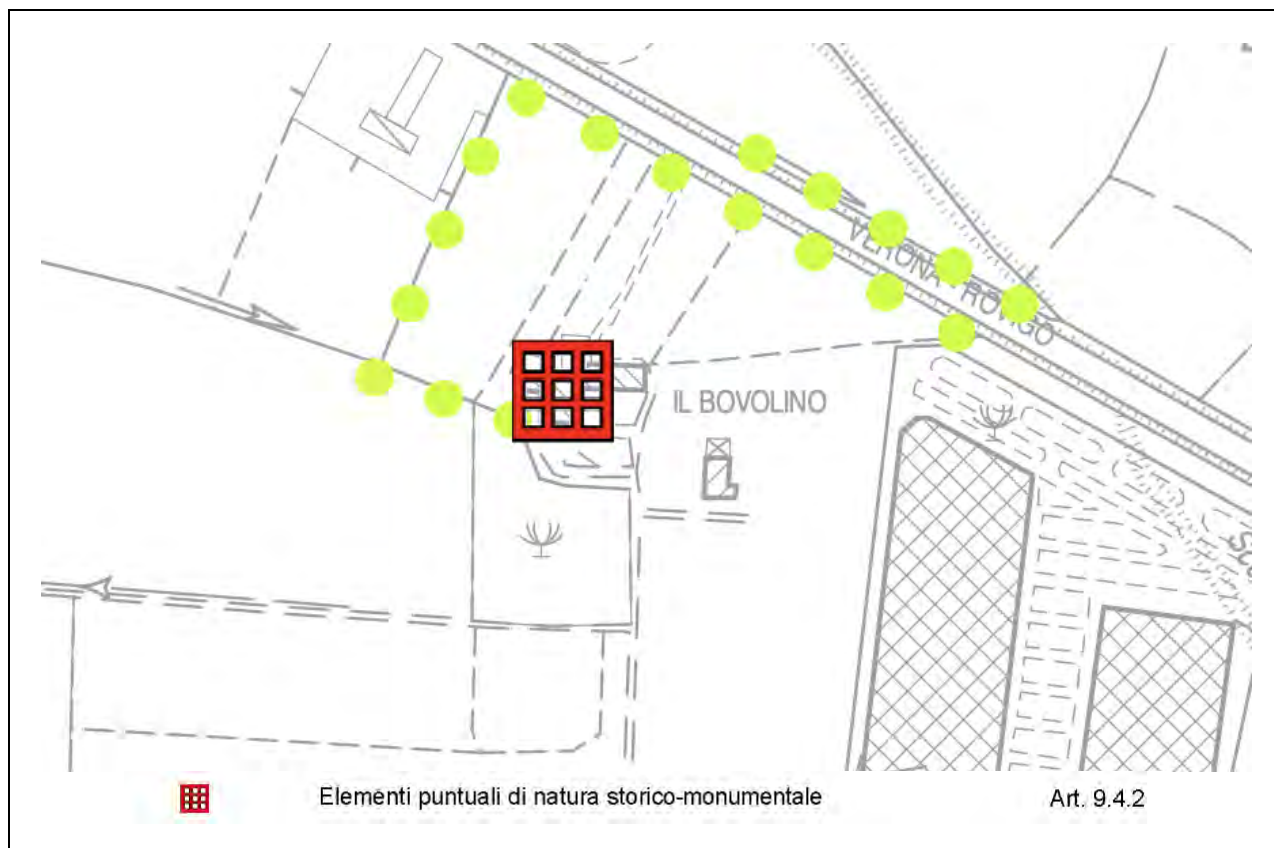 VERONA - ROVIGO
IL BOVOLINO
Elementi puntuali di natura storico-monumentale
Art. 9.4.2